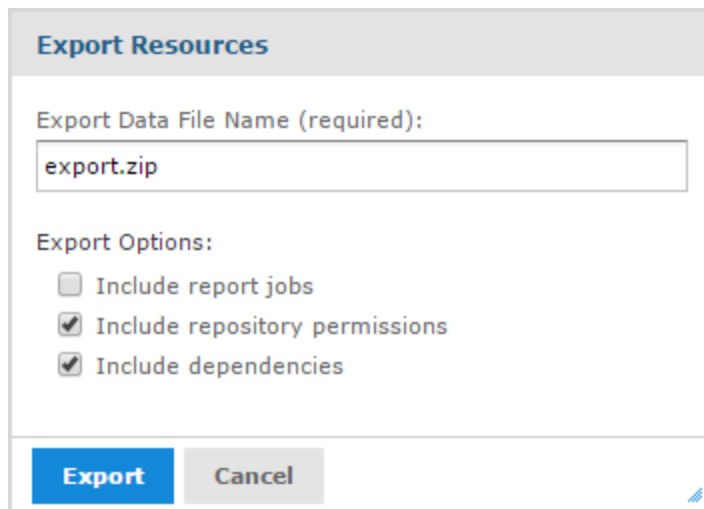 Export Resources
Export Data File Name (required):
export.zip
Export Options:
Include report jobs
Include repository permissions
Include dependencies
Export Cancel